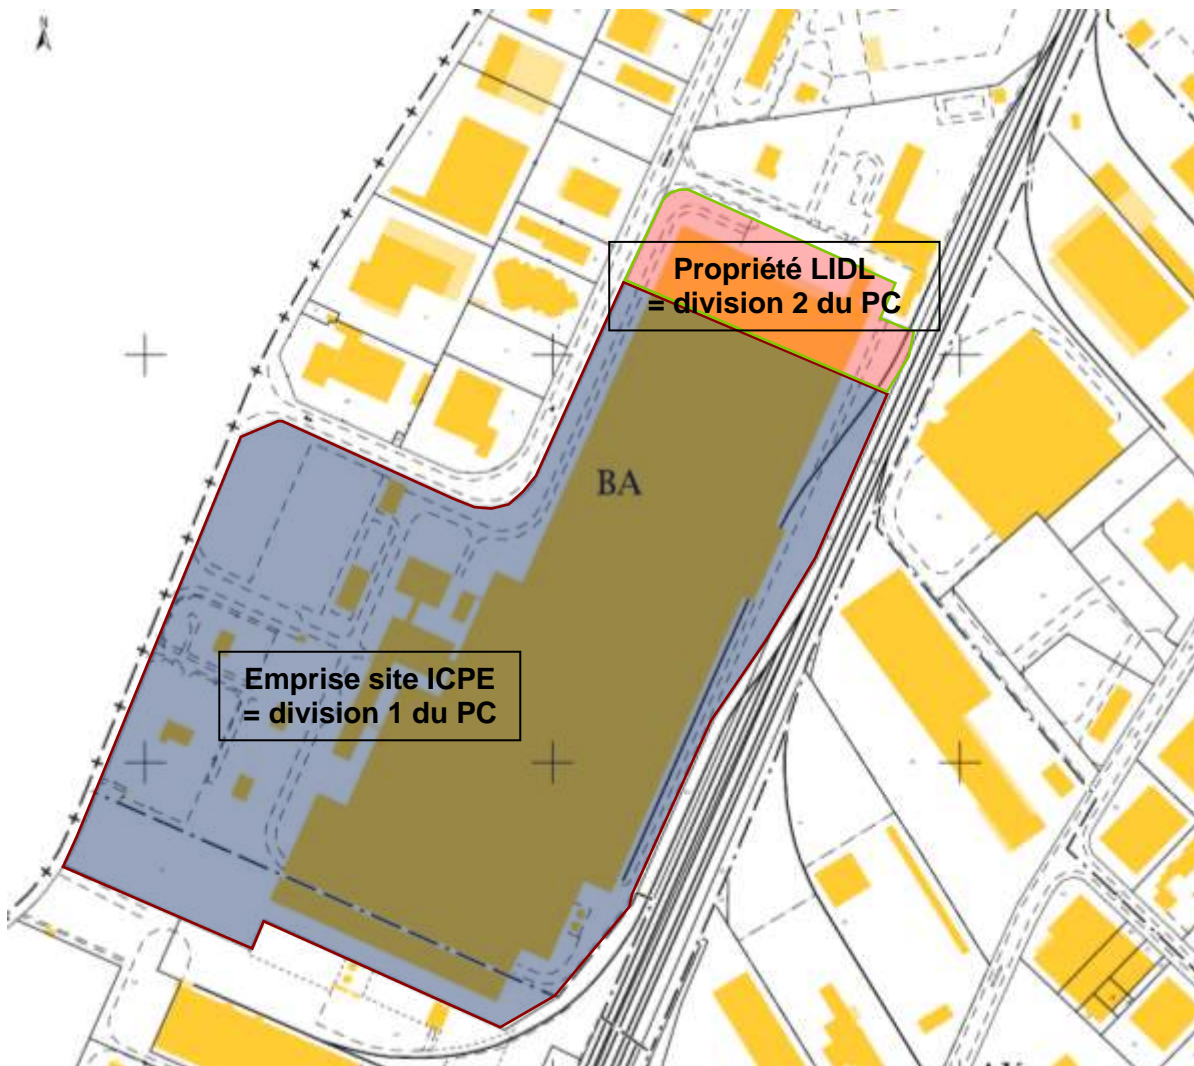 N
Propriété LIDL
= division 2 du PC
BA
Emprise site ICPE
= division 1 du PC